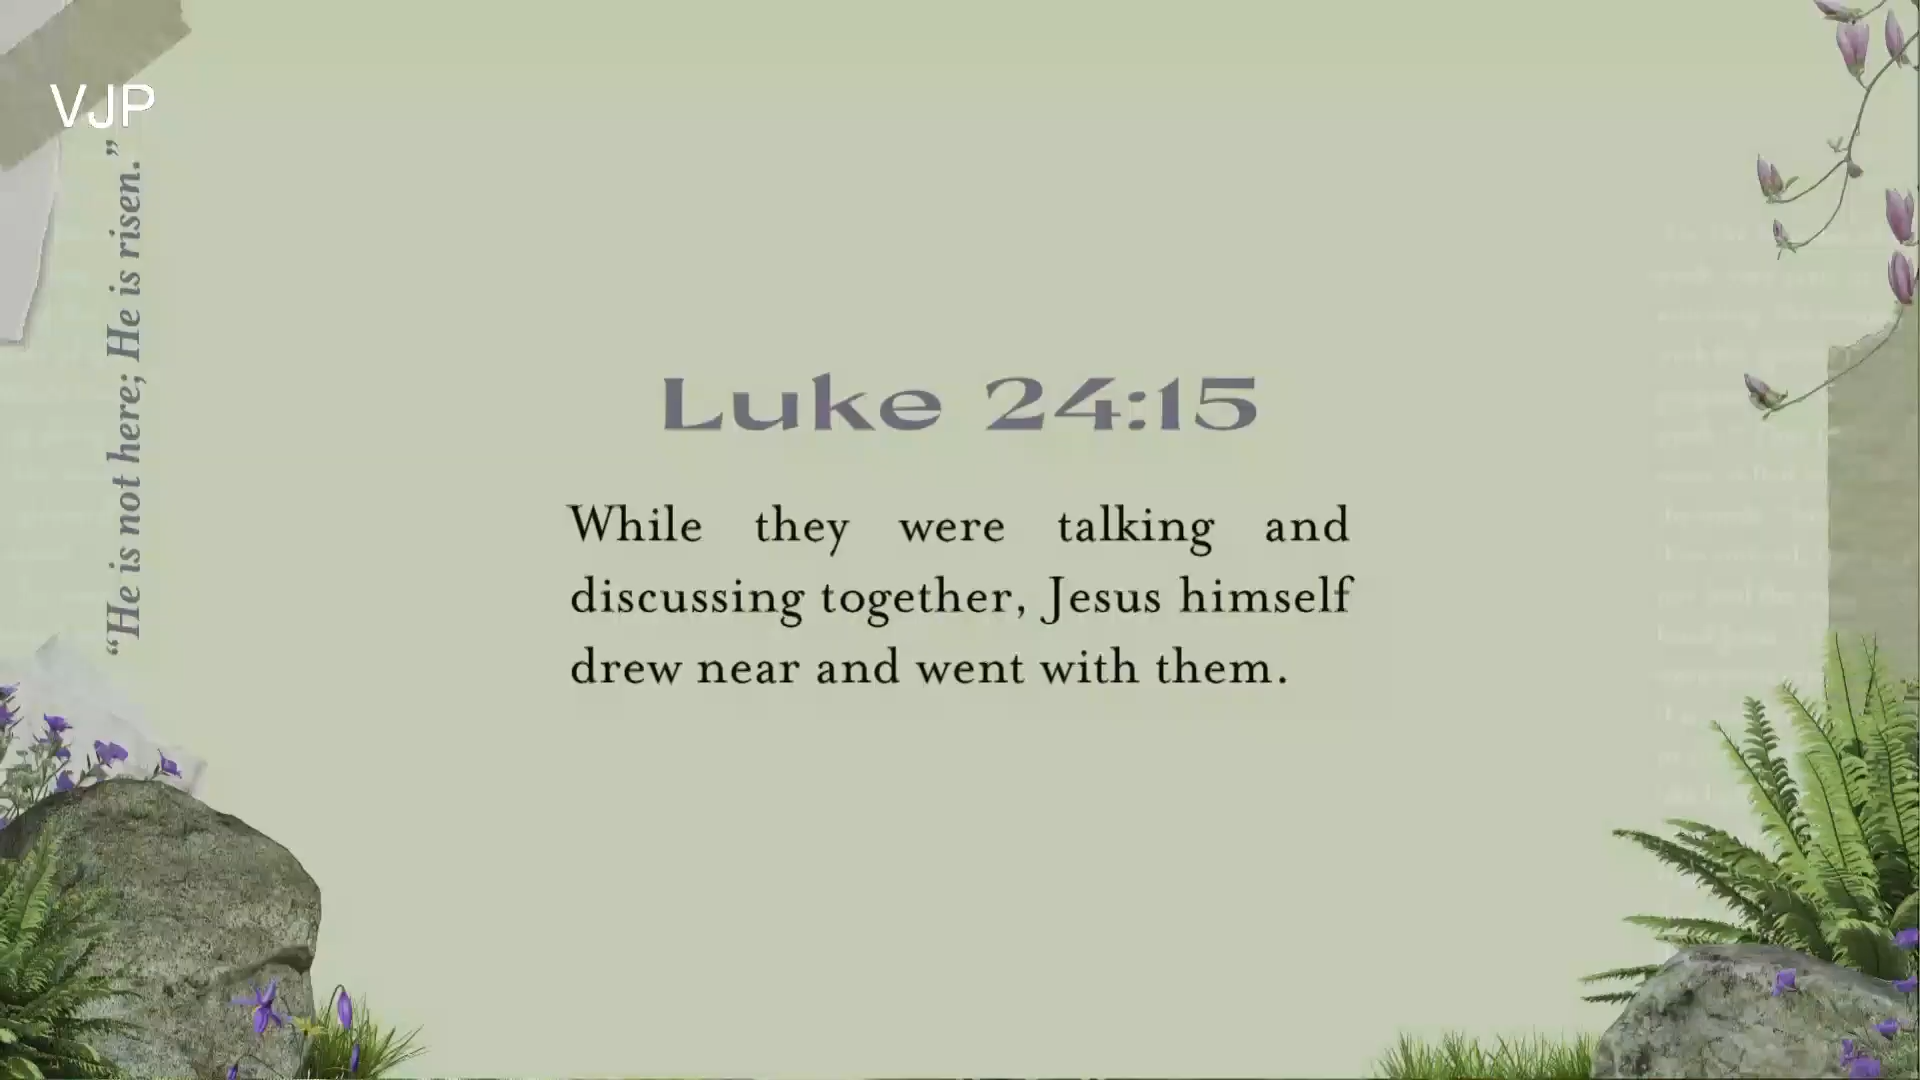 VJP
“He is not here; He is risen.”
Luke 24:15
While they were talking and
discussing together, Jesus himself
drew near and went with them.